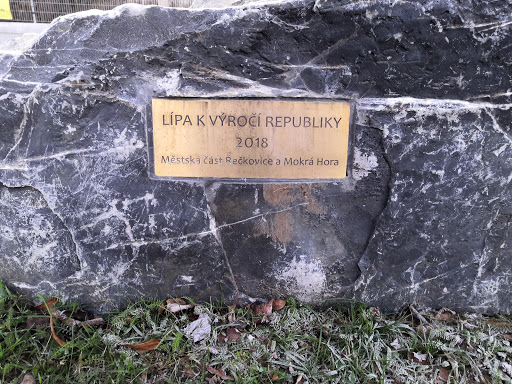 LÍPA K VÝROČÍ REPUBLIKY
2018
Městská část Řečkovice a Mokrá Hora